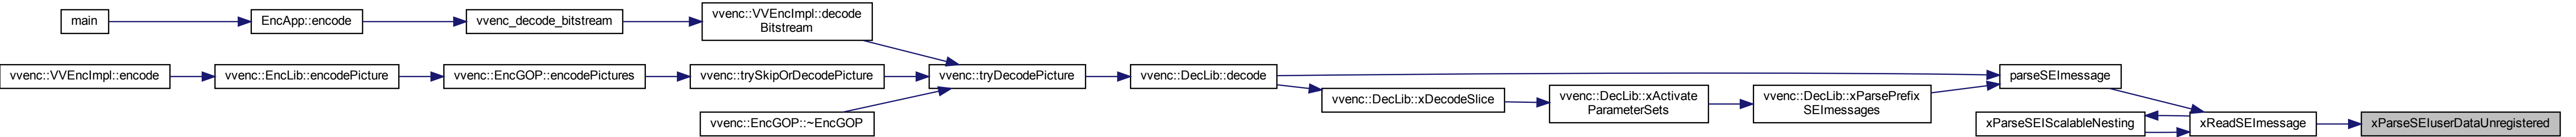 main
EncApp::encode
vvenc_decode_bitstream
vvenc::VVEncImpl::decode
Bitstream
vvenc::VVEncImpl::encode
vvenc::EncLib::encodePicture
vvenc::EncGOP::encodePictures
vvenc::trySkipOrDecodePicture
vvenc::tryDecodePicture
vvenc::DecLib::decode
vvenc::EncGOP::~EncGOP
vvenc::DecLib::xDecodeSlice
vvenc::DecLib::xActivate
ParameterSets
vvenc::DecLib::xParsePrefix
SEImessages
parseSEImessage
xParseSEIScalableNesting
xReadSEImessage
xParseSEIuserDataUnregistered